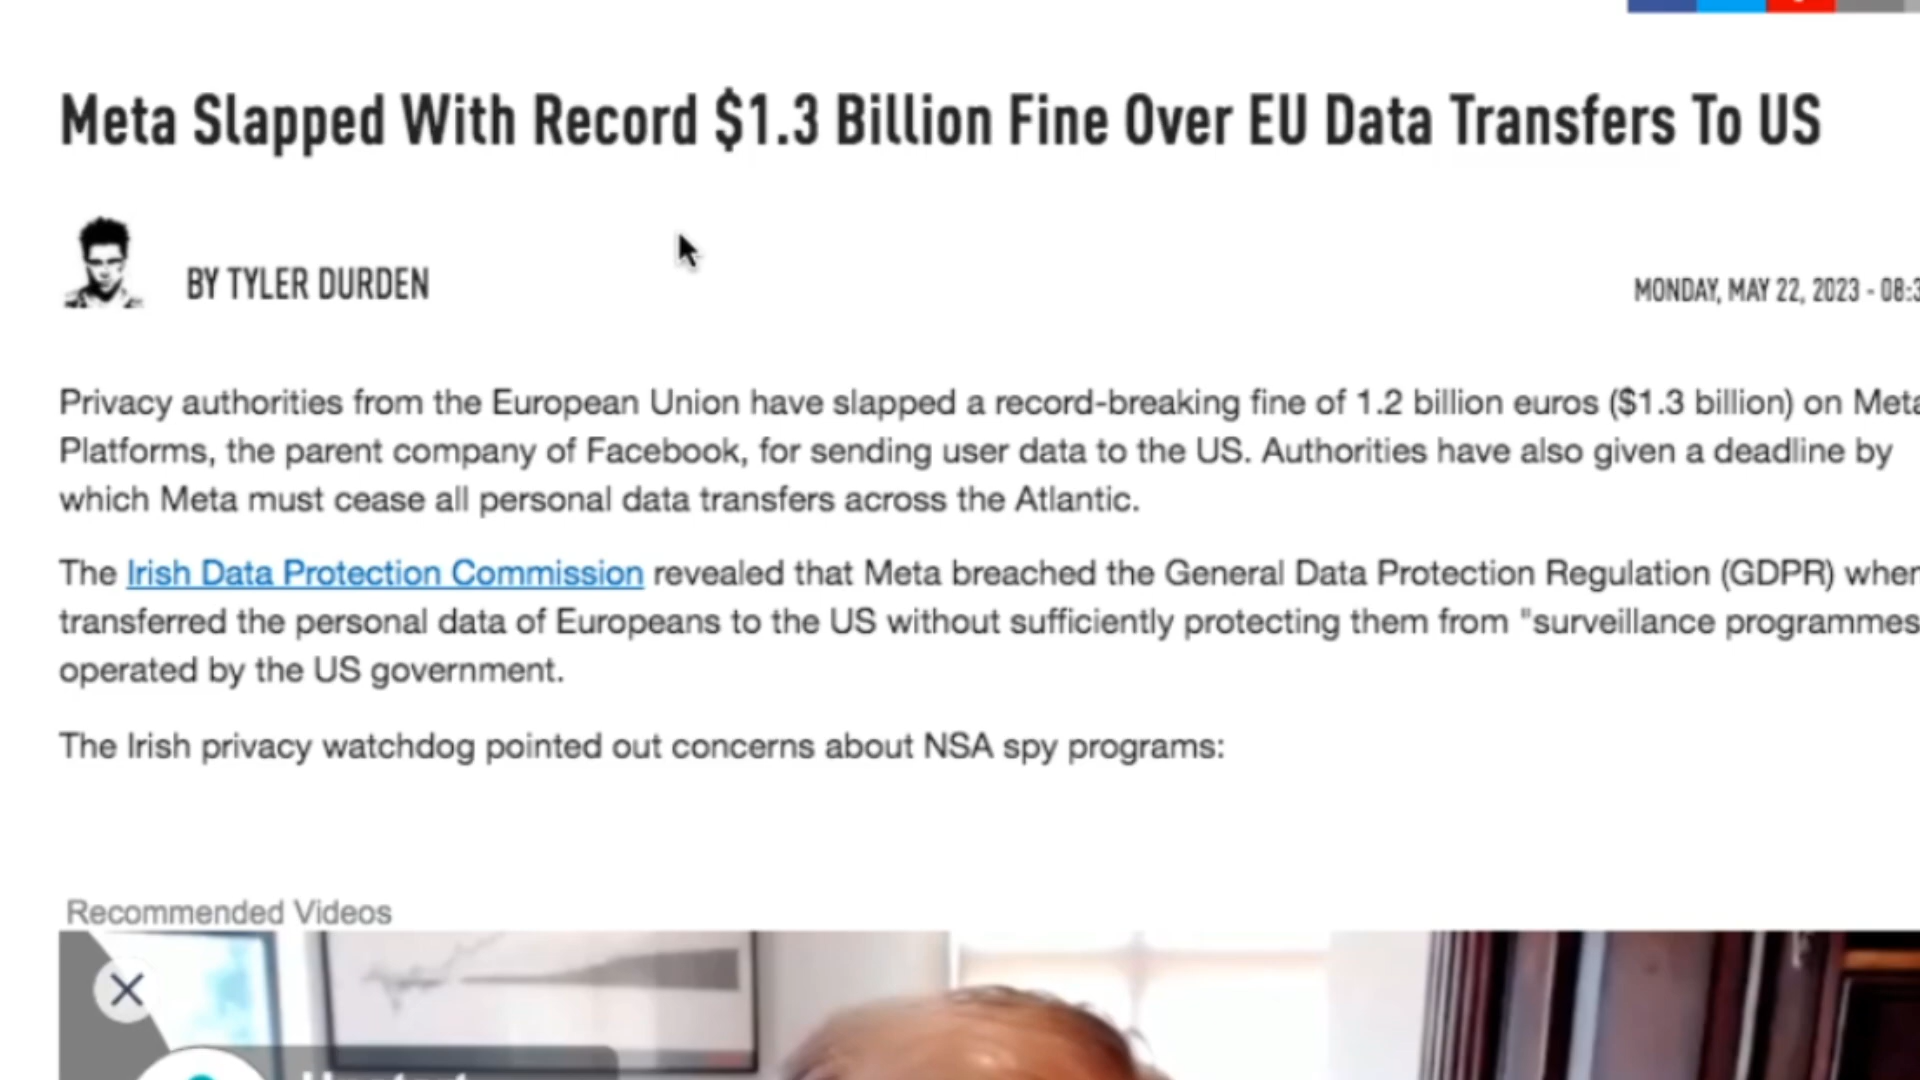 Meta Slapped With Record $1.3 Billion Fine Over EU Data Transfers To US
BY TYLER DURDEN
MONDAY, MAY 22, 2023 - 08:3
Privacy authorities from the European Union have slapped a record-breaking fine of 1.2 billion euros ($1.3 billion) on Meta
Platforms, the parent company of Facebook, for sending user data to the US. Authorities have also given a deadline by
which Meta must cease all personal data transfers across the Atlantic.
The Irish Data Protection Commission revealed that Meta breached the General Data Protection Regulation (GDPR) when
transferred the personal data of Europeans to the US without sufficiently protecting them from "surveillance programmes
operated by the US government.
The Irish privacy watchdog pointed out concerns about NSA spy programs:
Recommended Videos